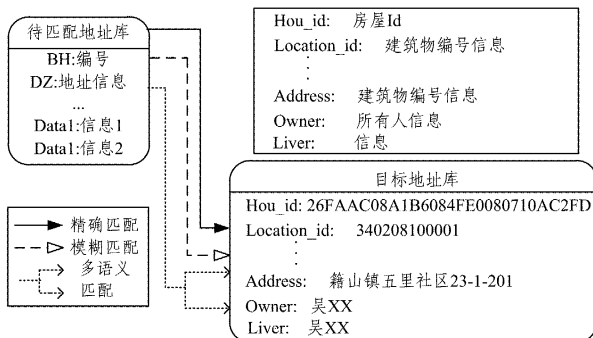 待匹配地址库
BH:编号
DZ:地址信息
...
Data1:信息1
Data1:信息2
Hou_id: 房屋Id
Location_id: 建筑物编号信息
Address: 建筑物编号信息
Owner: 所有人信息
Liver: 信息
目标地址库
Hou_id: 26FAAC08A1B6084FE0080710AC2FD
Location_id: 340208100001
Address: 籍山镇五里社区23-1-201
Owner: 吴XX
Liver: 吴XX
精确匹配
模糊匹配
多语义
匹配